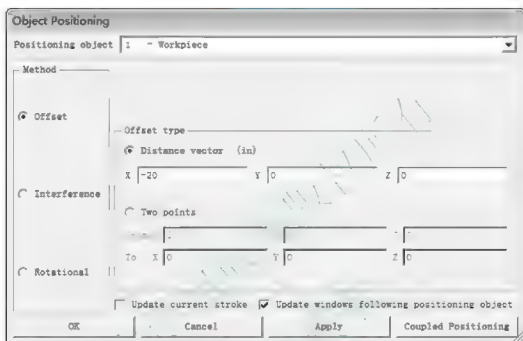 Object Positioning
Positioning object 1 - Workpiece
Method
Offset
Offset type
Distance vector (in)
X -20 Y 0 Z 0
Interference
Two points
To X 0 Y 0 Z 0
Rotational
Update current stroke Update windows following positioning object
OK Cancel Apply Coupled Positioning